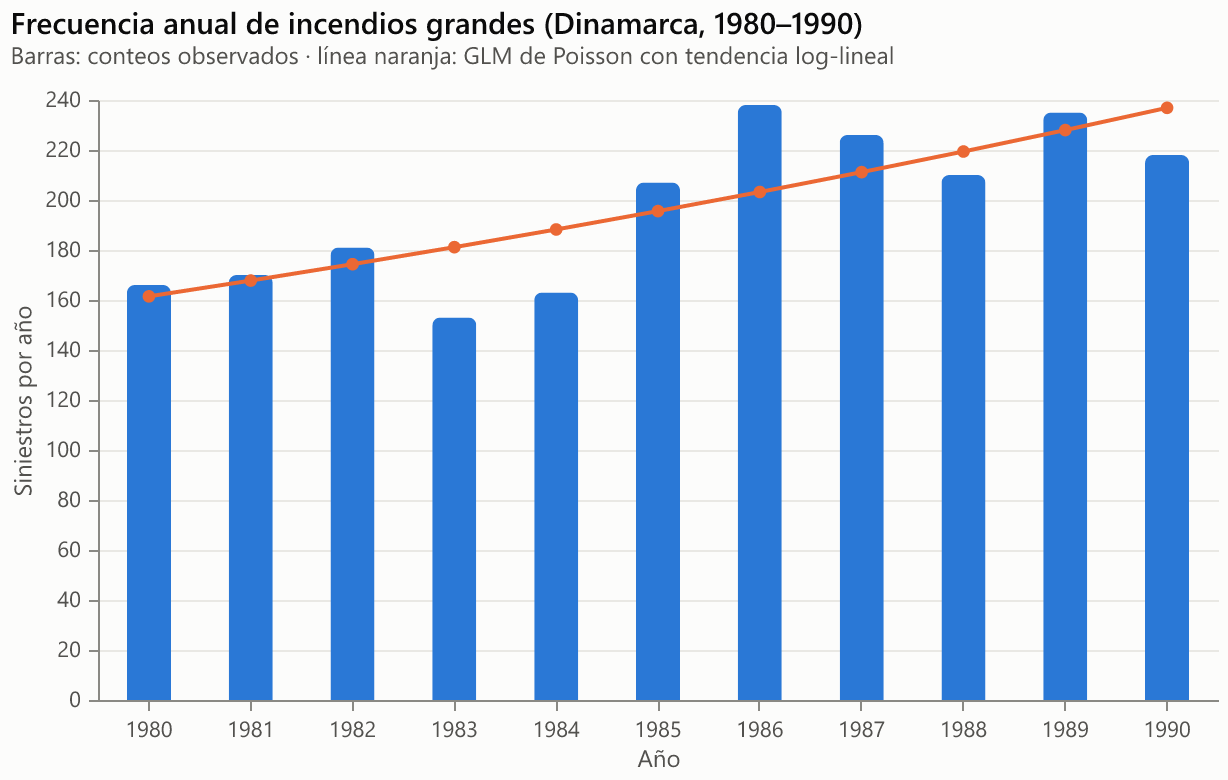 Frecuencia anual de incendios grandes (Dinamarca, 1980–1990)
Barras: conteos observados · línea naranja: GLM de Poisson con tendencia log-lineal
Siniestros por año
240
220
200
180
160
140
120
100
80
60
40
20
0
1980 1981 1982 1983 1984 1985 1986 1987 1988 1989 1990
Año